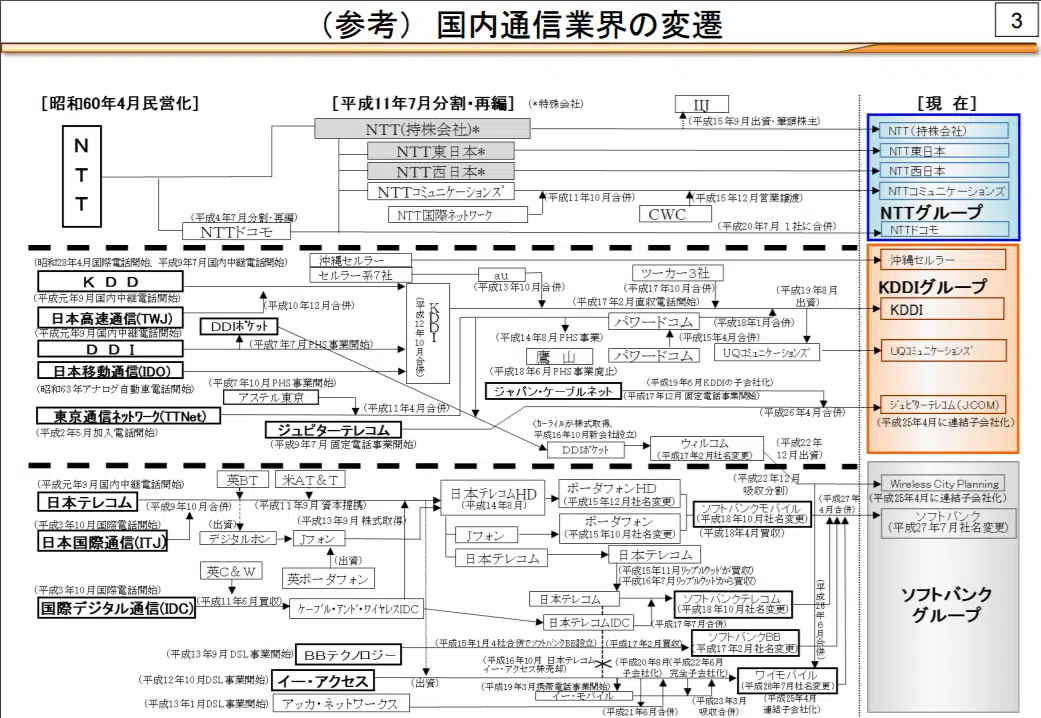 （参考） 国内通信業界の変遷
3
［昭和60年4月民営化］
［平成11年7月分割・再編］
（*特殊会社）
［現 在］
NTT
NTT(持株会社)*
IIJ
（平成15年9月出資・筆頭株主）
NTT（持株会社）
NTT東日本*
NTT東日本
NTT西日本*
NTT西日本
NTTコミュニケーションズ
（平成11年10月合併）
（平成15年12月営業譲渡）
NTTコミュニケーションズ
NTT国際ネットワーク
CWC
NTTグループ
（平成4年7月分割・再編）
NTTドコモ
（平成20年7月 １社に合併）
NTTドコモ
（昭和28年4月国際電話開始、平成9年7月国内中継電話開始）
沖縄セルラー
沖縄セルラー
セルラー系７社
au
ツーカー３社
ＫＤＤ
（平成13年10月合併）
（平成17年10月合併）
（平成19年8月
出資）
KDDIグループ
（平成元年9月国内中継電話開始）
（平成10年12月合併）
KDDI
（平成12年10月合併）
（平成17年2月直収電話開始）
KDDI
日本高速通信(TWJ)
DDIポケット
パワードコム
（平成18年1月合併）
（平成元年9月国内中継電話開始）
（平成7年7月PHS事業開始）
（平成14年8月PHS事業）
（平成15年4月合併）
ＤＤＩ
鷹山
パワードコム
UQコミュニケーションズ
UQコミュニケーションズ
日本移動通信(IDO)
（平成18年6月PHS事業廃止）
（昭和63年アナログ自動車電話開始）
（平成7年10月PHS事業開始）
ジャパン・ケーブルネット
（平成19年6月KDDIの子会社化）
（平成17年12月 固定電話事業開始）
アステル東京
東京通信ネットワーク(TTNet)
（平成11年4月合併）
（平成26年4月合併）
ジュピターテレコム（JCOM）
（平成25年4月に連結子会社化）
（平成2年5月加入電話開始）
ジュピターテレコム
（平成9年7月 固定電話事業開始）
（カーライルが株式取得、
平成16年10月新会社設立）
DDIポケット
ウィルコム
（平成17年2月社名変更）
（平成22年
12月出資）
（平成元年9月国内中継電話開始）
英BT
米AT&T
日本テレコム
（平成9年10月合併）
（平成11年9月 資本提携）
日本テレコムHD
（平成14年8月）
ボーダフォンHD
（平成15年12月社名変更）
（平成22年12月
吸収分割）
Wireless City Planning
（平成25年4月に連結子会社化）
（平成27年
4月合併）
（平成3年10月国際電話開始）
（出資）
（平成13年9月 株式取得）
ソフトバンクモバイル
（平成18年10月社名変更）
（平成18年4月買収）
ソフトバンク
（平成27年7月社名変更）
日本国際通信(ITJ)
デジタルホン
Jフォン
Jフォン
ボーダフォン
（平成15年10月社名変更）
（出資）
日本テレコム
日本テレコム
英C＆W
英ボーダフォン
（平成15年11月リップルウッドが買収）
（平成16年7月リップルウッドから買収）
（平成3年10月国際電話開始）
国際デジタル通信(IDC)
（平成11年6月買収）
ケーブル・アンド・ワイヤレスIDC
日本テレコム
ソフトバンクテレコム
（平成18年10月社名変更）
（平成26年6月合併）
ソフトバンク
グループ
日本テレコムIDC
（平成17年7月合併）
（平成15年1月4社合併でソフトバンクBB設立）
（平成17年2月買収）
ソフトバンクBB
（平成17年2月社名変更）
（平成13年9月DSL事業開始）
BBテクノロジー
（平成16年10月 日本テレコム
イー・アクセス株売却）
（平成20年8月
子会社化）
（平成22年6月
完全子会社化）
（平成12年10月DSL事業開始）
イー・アクセス
（出資）
（平成19年3月携帯電話事業開始）
イー・モバイル
ワイモバイル
（平成26年7月社名変更）
（平成25年4月
連結子会社化）
（平成13年1月DSL事業開始）
アッカ・ネットワークス
（平成21年6月合併）
（平成23年3月
吸収合併）